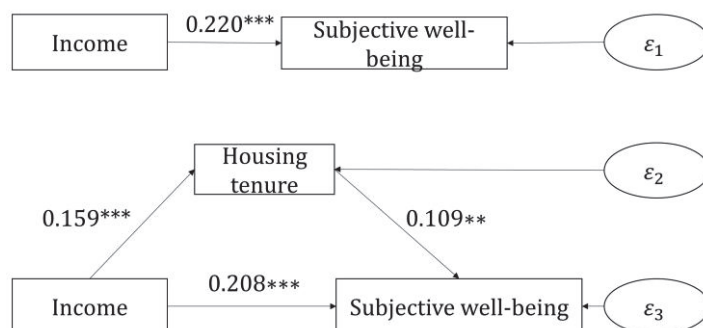 0.220***
Income
Subjective well-
being
ε₁
Housing
tenure
ε₂
0.159***
0.109**
0.208***
Income
Subjective well-being
ε₃